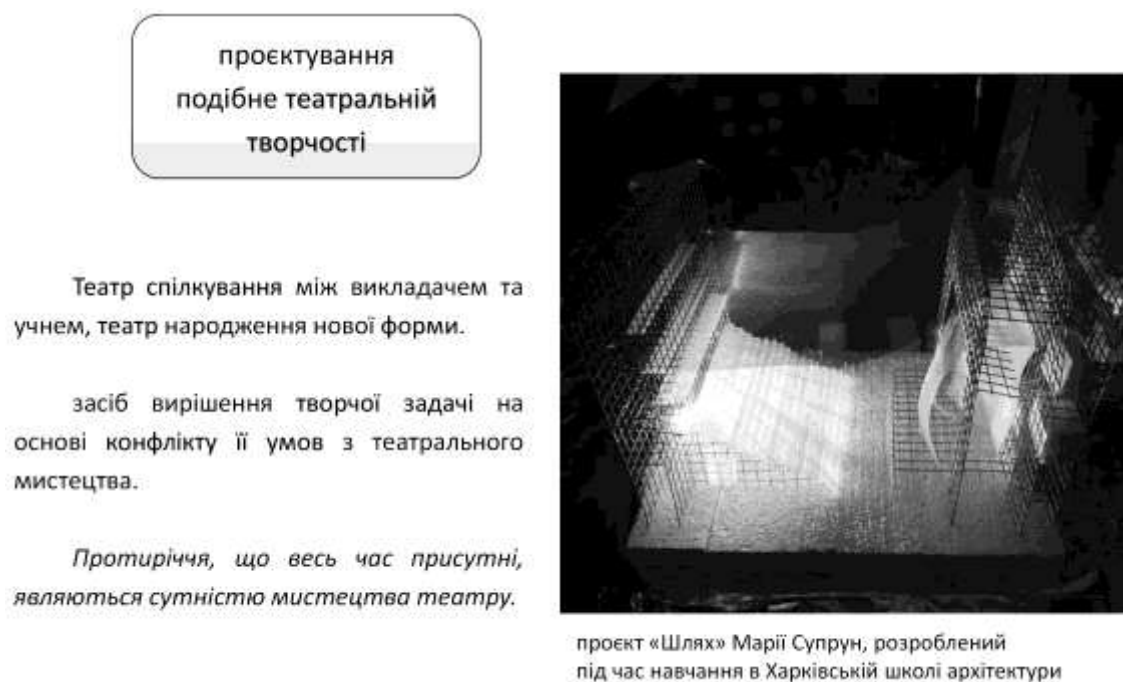 проєктування
подібне театральній
творчості
Театр спілкування між викладачем та
учнем, театр народження нової форми.
засіб вирішення творчої задачі на
основі конфлікту її умов з театрального
мистецтва.
Протиріччя, що весь час присутні,
являються сутністю мистецтва театру.
проєкт «Шлях» Марії Супрун, розроблений
під час навчання в Харківській школі архітектури